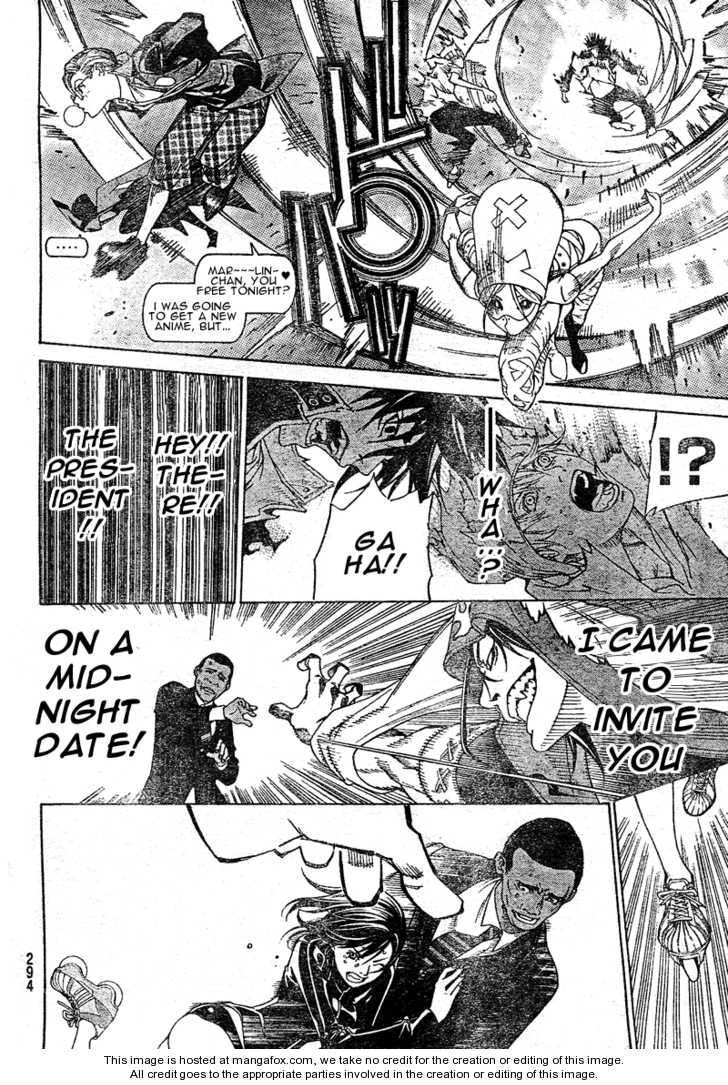 MAR~~~LIN-
CHAN, YOU ♥
FREE TONIGHT?
I WAS GOING
TO GET A NEW
ANIME, BUT...
....
!?
WHA...?
GA
HA!!
HEY!!
THE-
RE!!
THE
PRES-
IDENT
!!
I CAME
TO
INVITE
YOU
ON A
MID-
NIGHT
DATE!
294
This image is hosted at mangafox.com, we take no credit for the creation or editing of this image.
All credit goes to the appropriate parties involved in the creation or editing of this image.